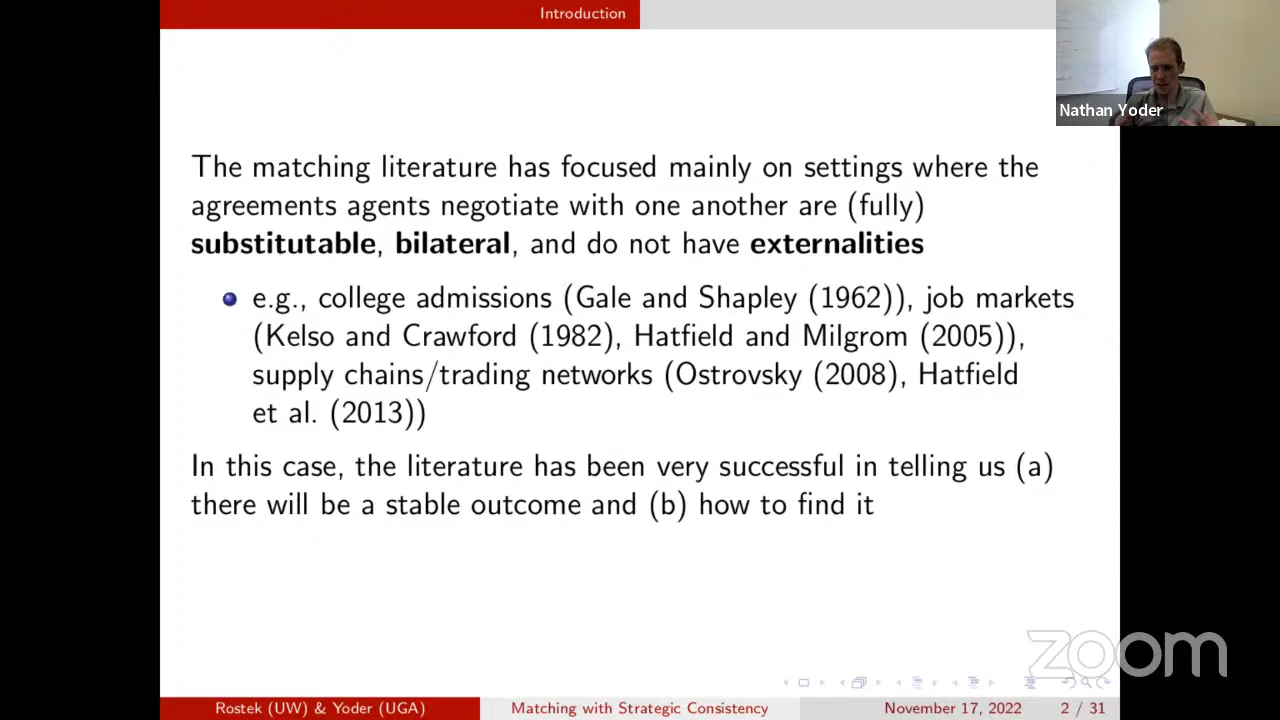 Introduction
Nathan Yoder
The matching literature has focused mainly on settings where the
agreements agents negotiate with one another are (fully)
substitutable, bilateral, and do not have externalities
e.g., college admissions (Gale and Shapley (1962)), job markets
(Kelso and Crawford (1982), Hatfield and Milgrom (2005)),
supply chains/trading networks (Ostrovsky (2008), Hatfield
et al. (2013))
In this case, the literature has been very successful in telling us (a)
there will be a stable outcome and (b) how to find it
zoom
Rostek (UW) & Yoder (UGA) Matching with Strategic Consistency November 17, 2022 2 / 31